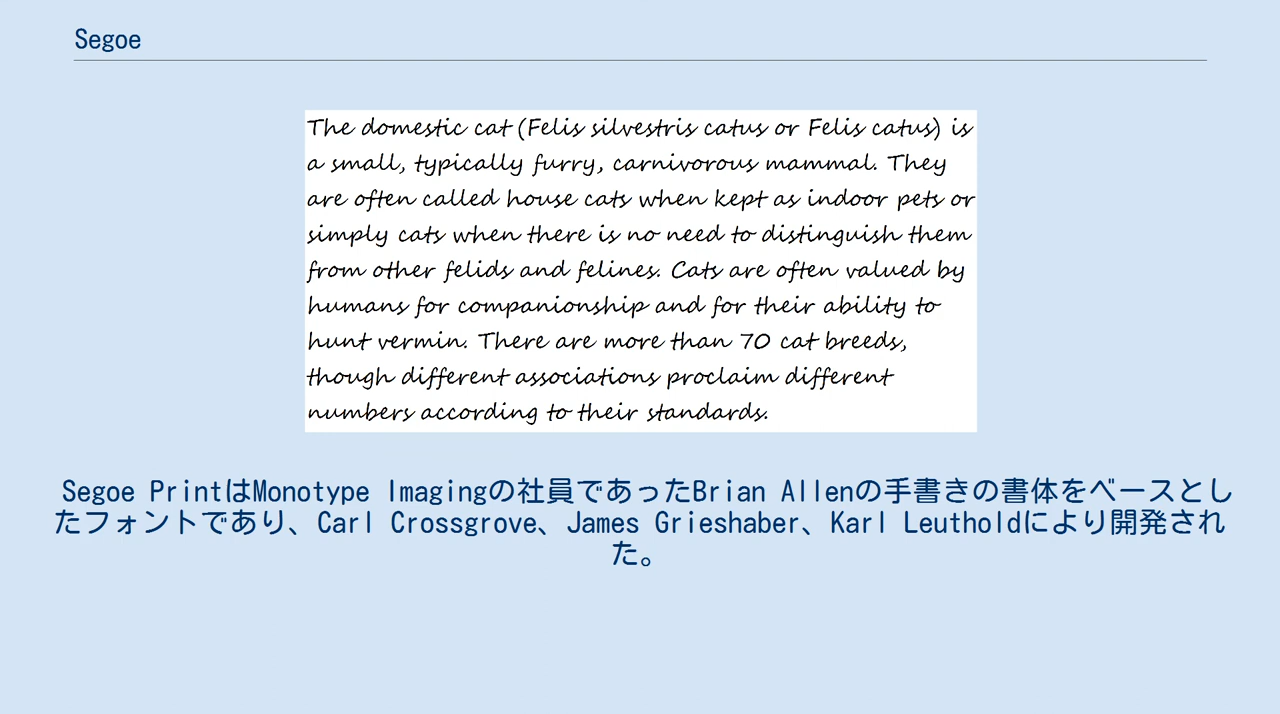 Segoe
The domestic cat (Felis silvestris catus or Felis catus) is
a small, typically furry, carnivorous mammal. They
are often called house cats when kept as indoor pets or
simply cats when there is no need to distinguish them
from other felids and felines. Cats are often valued by
humans for companionship and for their ability to
hunt vermin. There are more than 70 cat breeds,
though different associations proclaim different
numbers according to their standards.
Segoe PrintはMonotype Imagingの社員であったBrian Allenの手書きの書体をベースとし
たフォントであり、Carl Crossgrove、James Grieshaber、Karl Leutholdにより開発され
た。